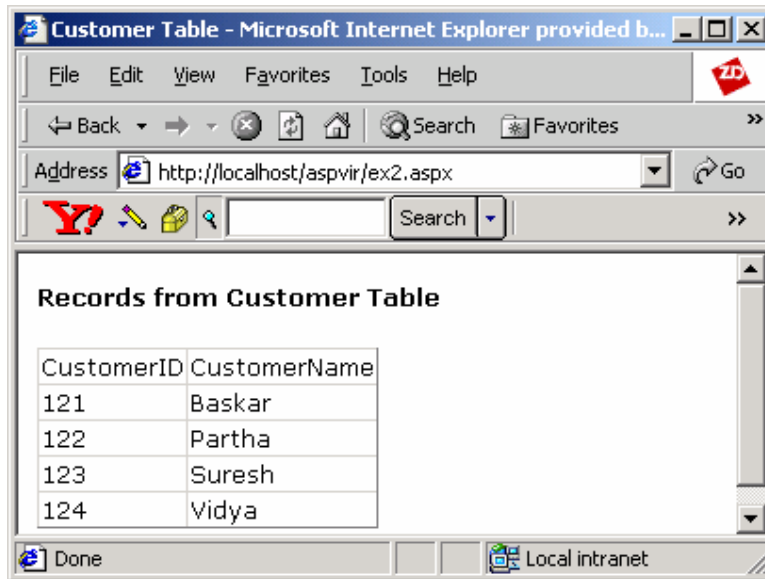 Customer Table - Microsoft Internet Explorer provided b...
File Edit View Favorites Tools Help
ZD
Back Search Favorites »
Address http://localhost/aspvir/ex2.aspx Go
Y! Search »
Records from Customer Table
CustomerID CustomerName
121 Baskar
122 Partha
123 Suresh
124 Vidya
Done Local intranet